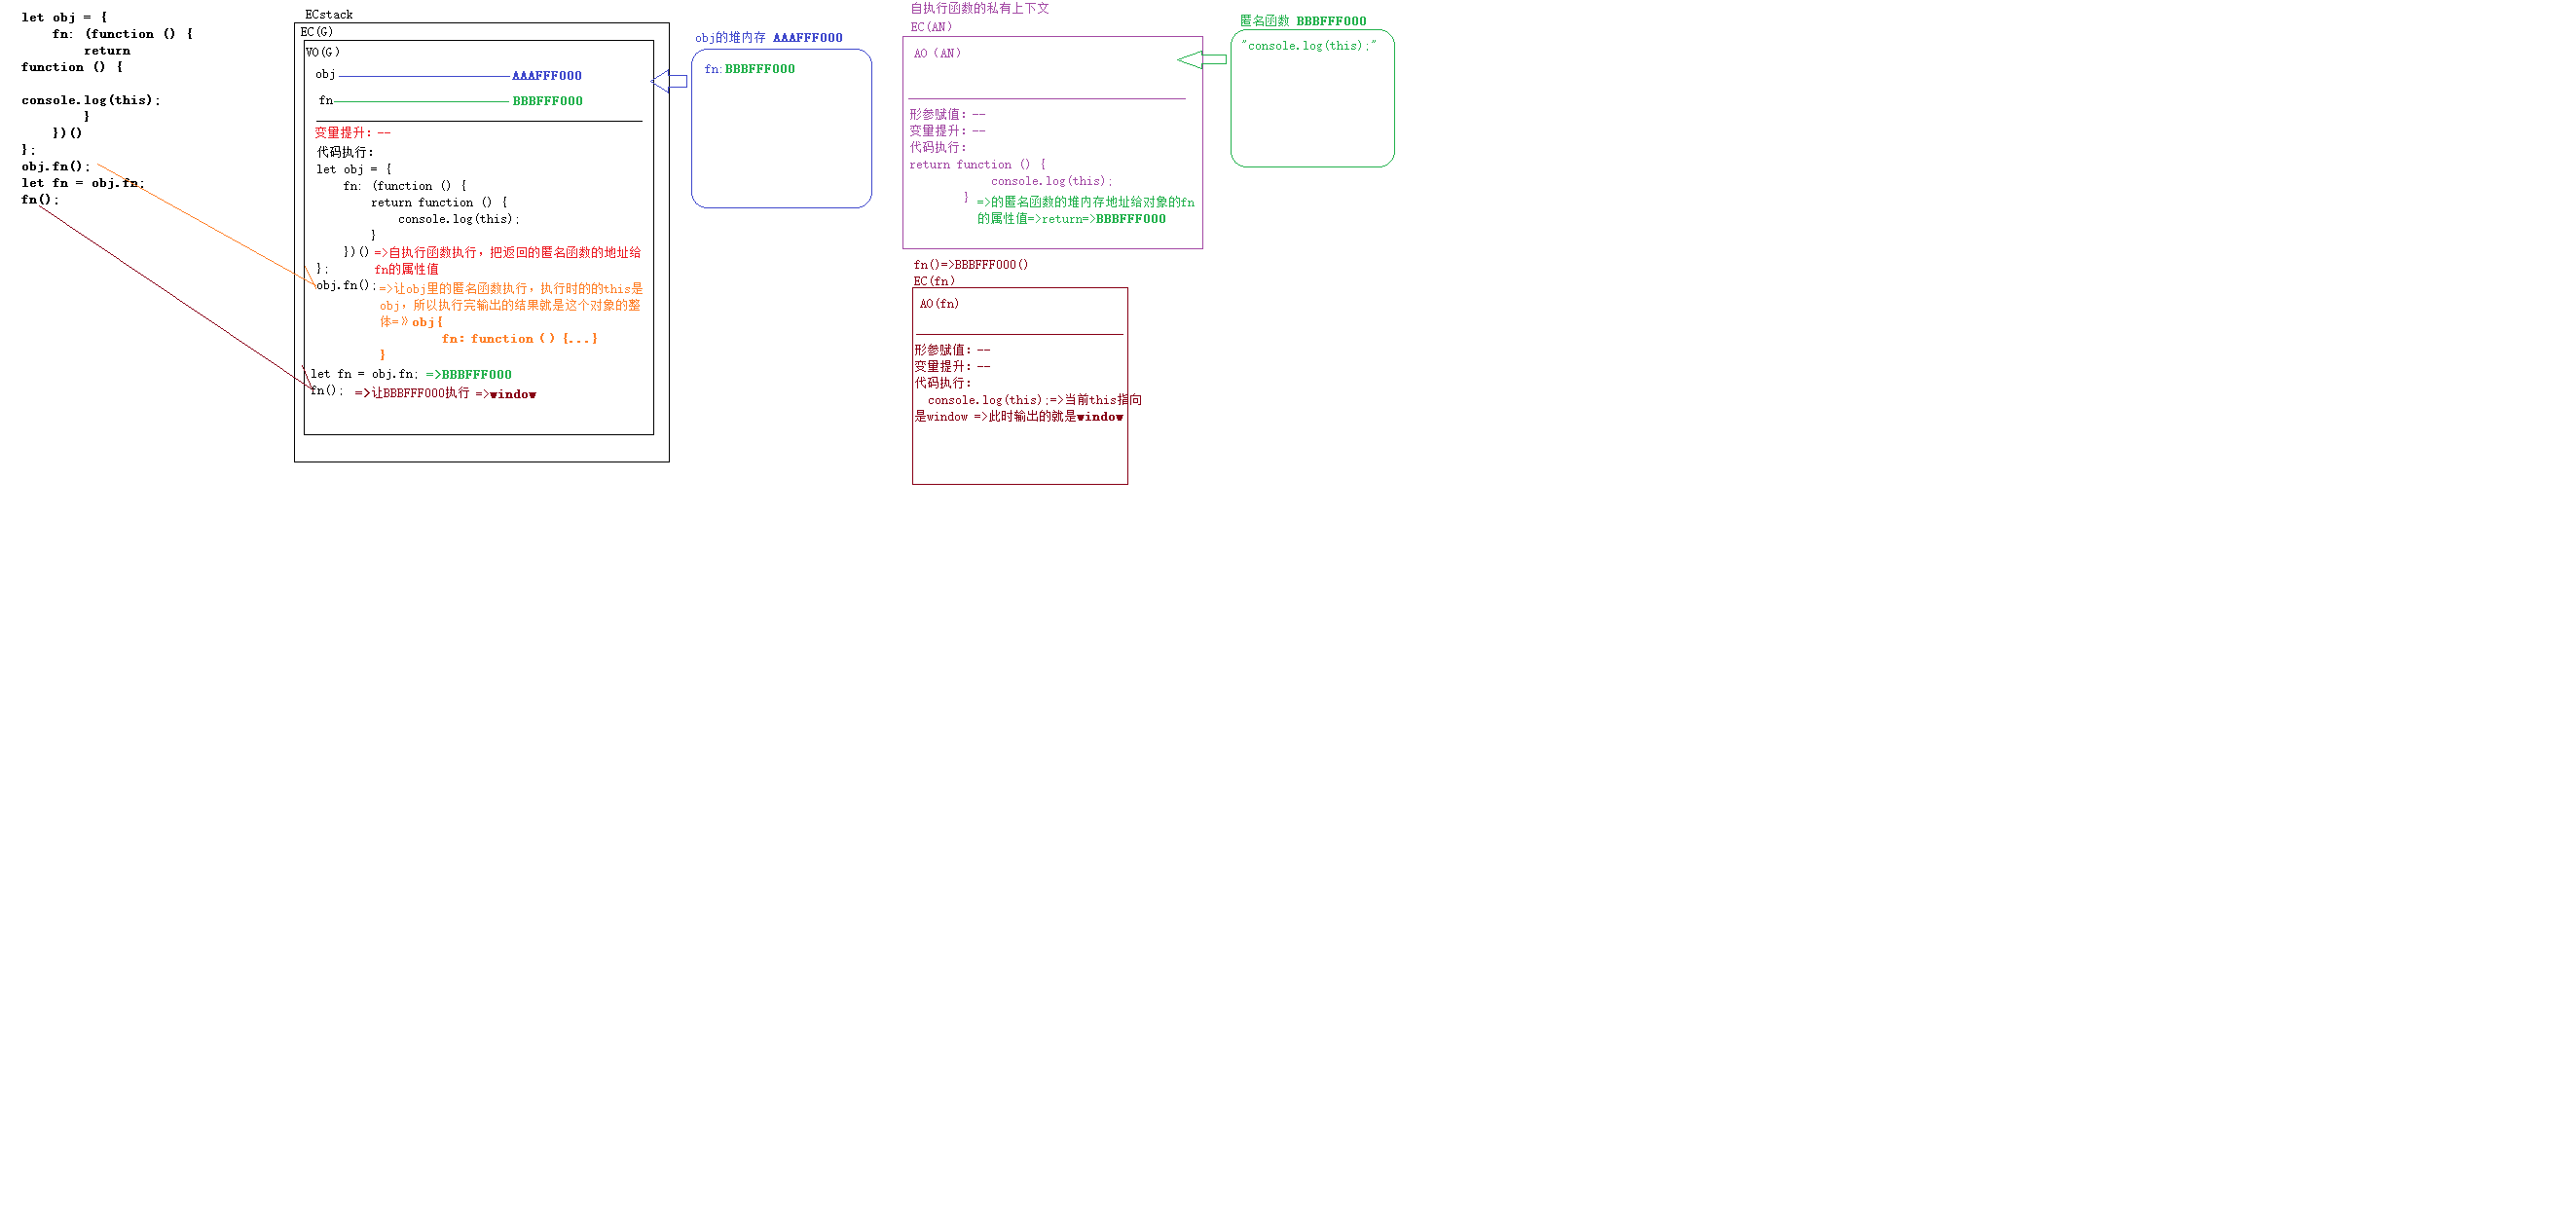 let obj = {
    fn: (function () {
        return
function () {
console.log(this);
        }
    })()
};
obj.fn();
let fn = obj.fn;
fn();
ECstack
EC(G)
VO(G)
obj AAAFFF000
fn BBBFFF000
变量提升：--
代码执行：
let obj = {
    fn: (function () {
        return function () {
            console.log(this);
        }
    })() =>自执行函数执行，把返回的匿名函数的地址给
};      fn的属性值
obj.fn(); =>让obj里的匿名函数执行，执行时的的this是
obj，所以执行完输出的结果就是这个对象的整
体=》obj{
fn：function（）{...}
}
let fn = obj.fn; =>BBBFFF000
fn(); =>让BBBFFF000执行 =>window
obj的堆内存 AAAFFF000
fn:BBBFFF000
自执行函数的私有上下文
EC(AN)
AO（AN）
形参赋值：--
变量提升：--
代码执行：
return function () {
            console.log(this);
        } =>的匿名函数的堆内存地址给对象的fn
的属性值=>return=>BBBFFF000
匿名函数 BBBFFF000
"console.log(this);"
fn()=>BBBFFF000()
EC(fn)
AO(fn)
形参赋值：--
变量提升：--
代码执行：
console.log(this);=>当前this指向
是window =>此时输出的就是window